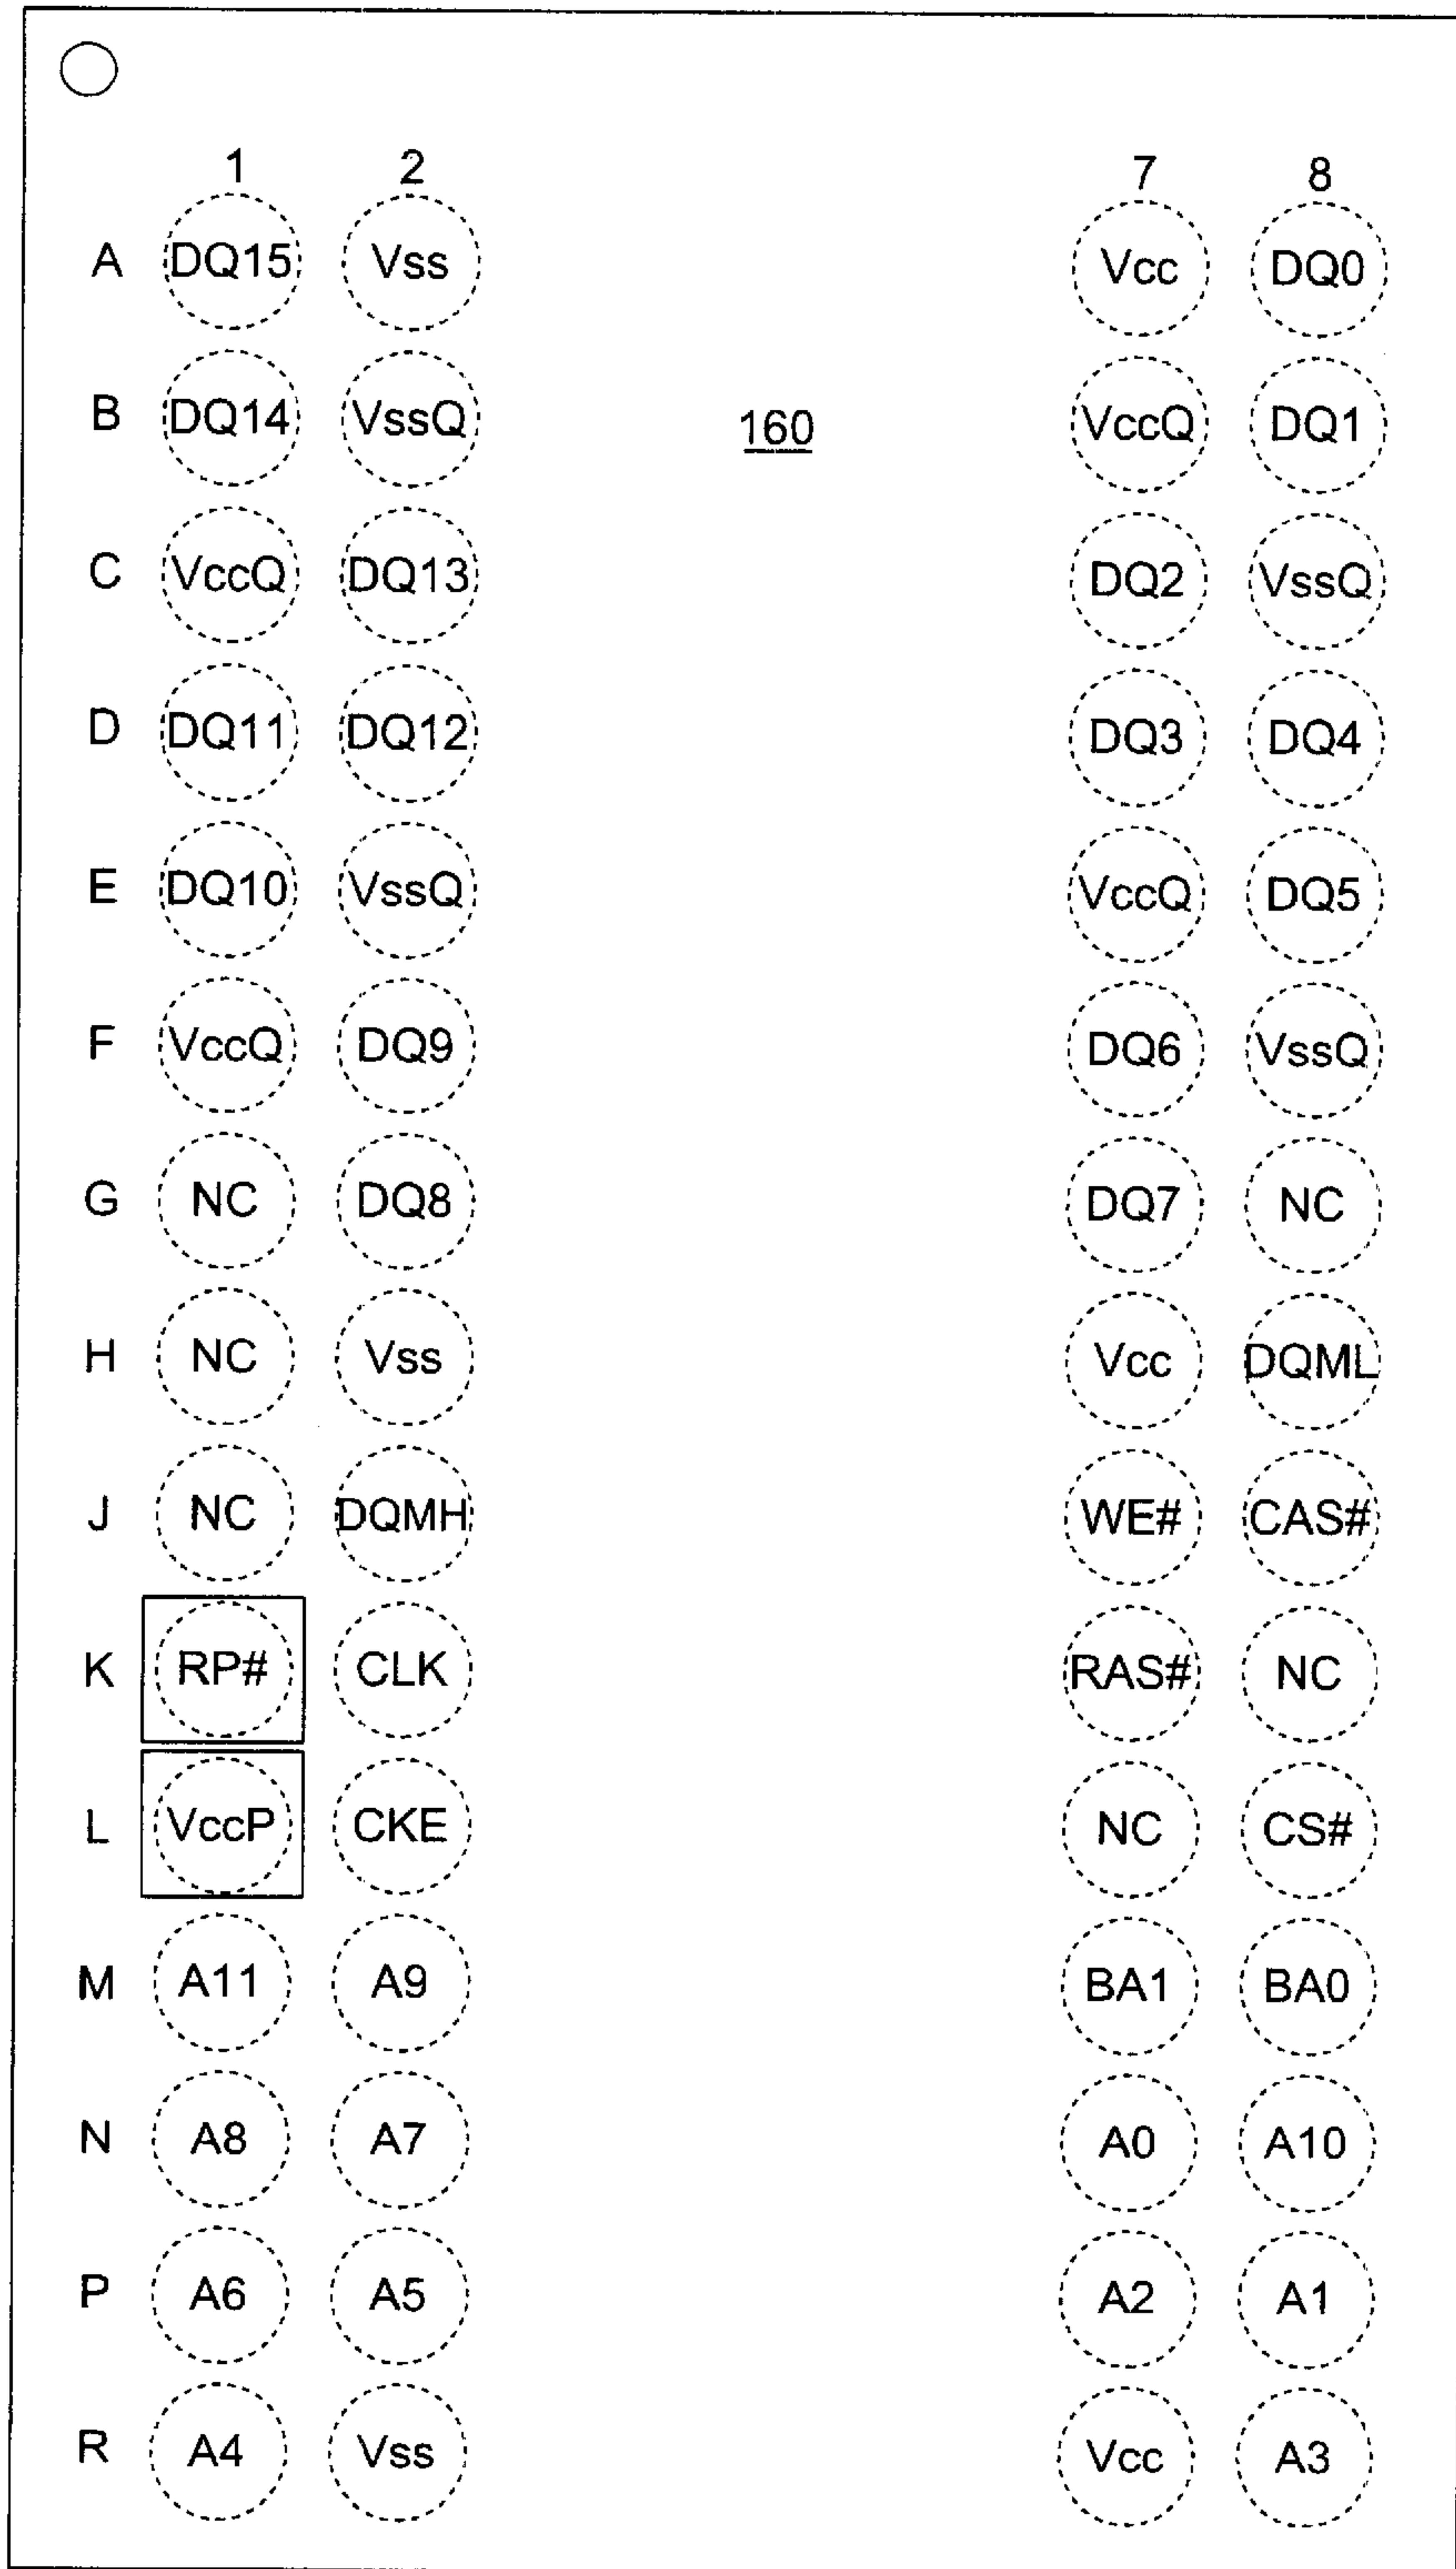 1 2 7 8
A DQ15 Vss Vcc DQ0
B DQ14 VssQ 160 VccQ DQ1
C VccQ DQ13 DQ2 VssQ
D DQ11 DQ12 DQ3 DQ4
E DQ10 VssQ VccQ DQ5
F VccQ DQ9 DQ6 VssQ
G NC DQ8 DQ7 NC
H NC Vss Vcc DQML
J NC DQMH WE# CAS#
K RP# CLK RAS# NC
L VccP CKE NC CS#
M A11 A9 BA1 BA0
N A8 A7 A0 A10
P A6 A5 A2 A1
R A4 Vss Vcc A3